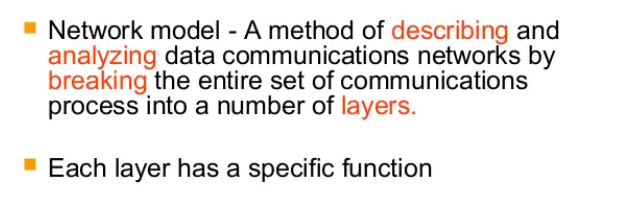 Network model - A method of describing and
analyzing data communications networks by
breaking the entire set of communications
process into a number of layers.
Each layer has a specific function